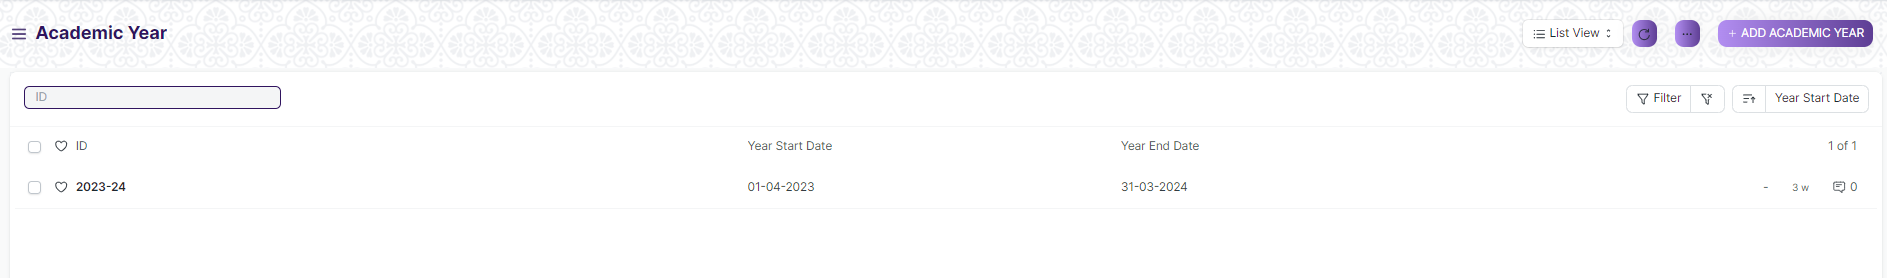 Academic Year
List View
+ ADD ACADEMIC YEAR
ID
Filter
Year Start Date
ID Year Start Date Year End Date 1 of 1
2023-24 01-04-2023 31-03-2024 - 3 w 0